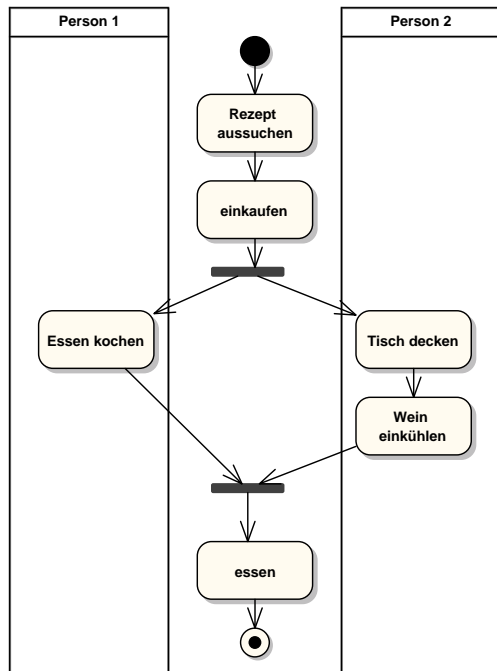 Person 1
Person 2
Rezept
aussuchen
einkaufen
Essen kochen
Tisch decken
Wein
einkühlen
essen